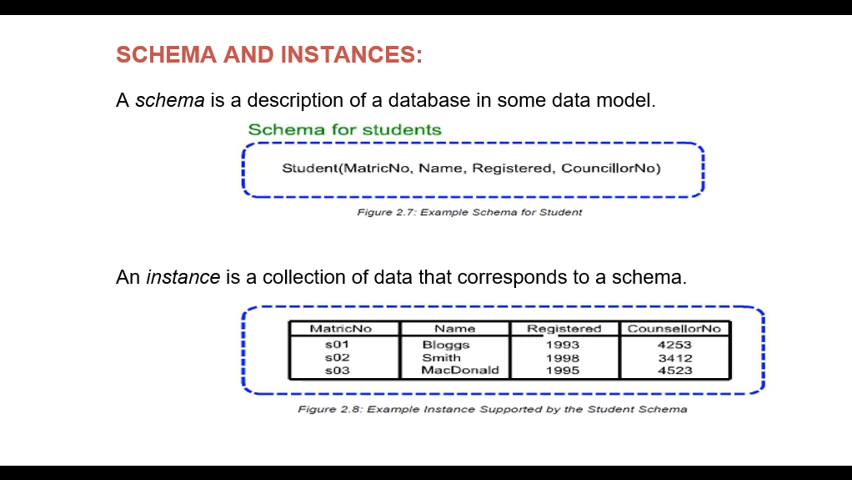 SCHEMA AND INSTANCES:
A schema is a description of a database in some data model.
Schema for students
Student(MatricNo, Name, Registered, CouncillorNo)
Figure 2.7: Example Schema for Student
An instance is a collection of data that corresponds to a schema.
MatricNo Name Registered CounsellorNo
s01 Bloggs 1993 4253
s02 Smith 1998 3412
s03 MacDonald 1995 4523
Figure 2.8: Example Instance Supported by the Student Schema